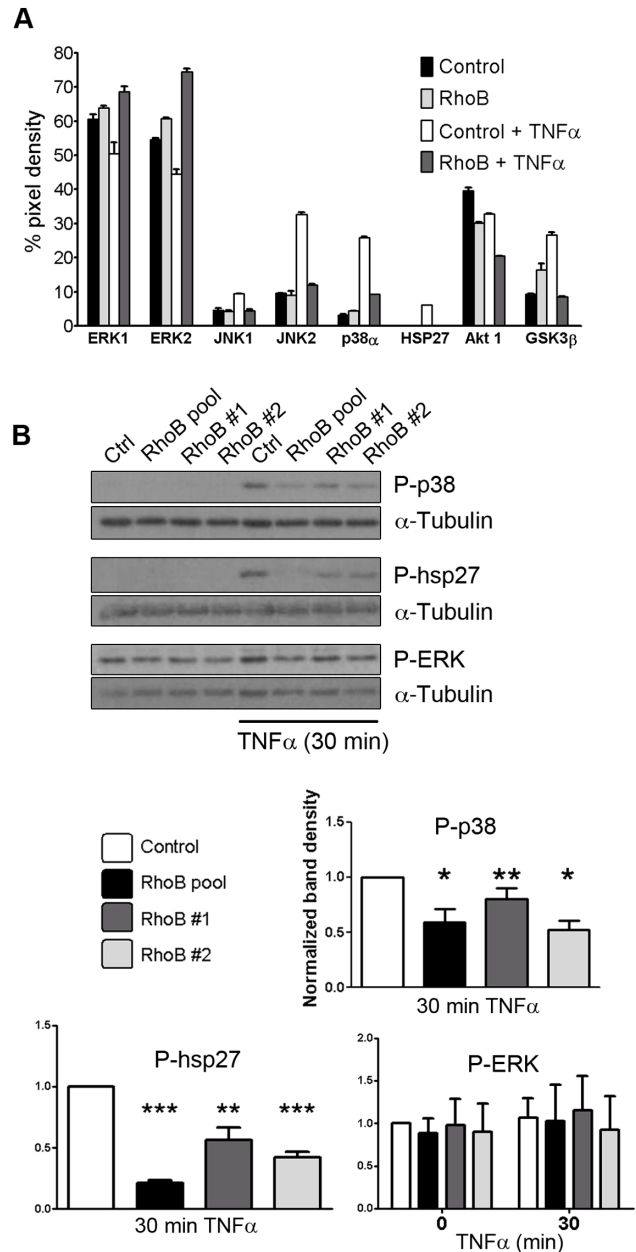 A
% pixel density
80
70
60
50
40
30
20
10
0
Control
RhoB
Control + TNFα
RhoB + TNFα
ERK1 ERK2 JNK1 JNK2 p38α HSP27 Akt 1 GSK3β
B
Ctrl RhoB pool RhoB #1 RhoB #2 Ctrl RhoB pool RhoB #1 RhoB #2
P-p38
α-Tubulin
P-hsp27
α-Tubulin
P-ERK
α-Tubulin
TNFα (30 min)
Control
RhoB pool
RhoB #1
RhoB #2
Normalized band density
1.5
1.0
0.5
0.0
P-p38
* ** *
30 min TNFα
1.5
1.0
0.5
0.0
P-hsp27
*** ** ***
30 min TNFα
2.0
1.5
1.0
0.5
0.0
P-ERK
0 30
TNFα (min)